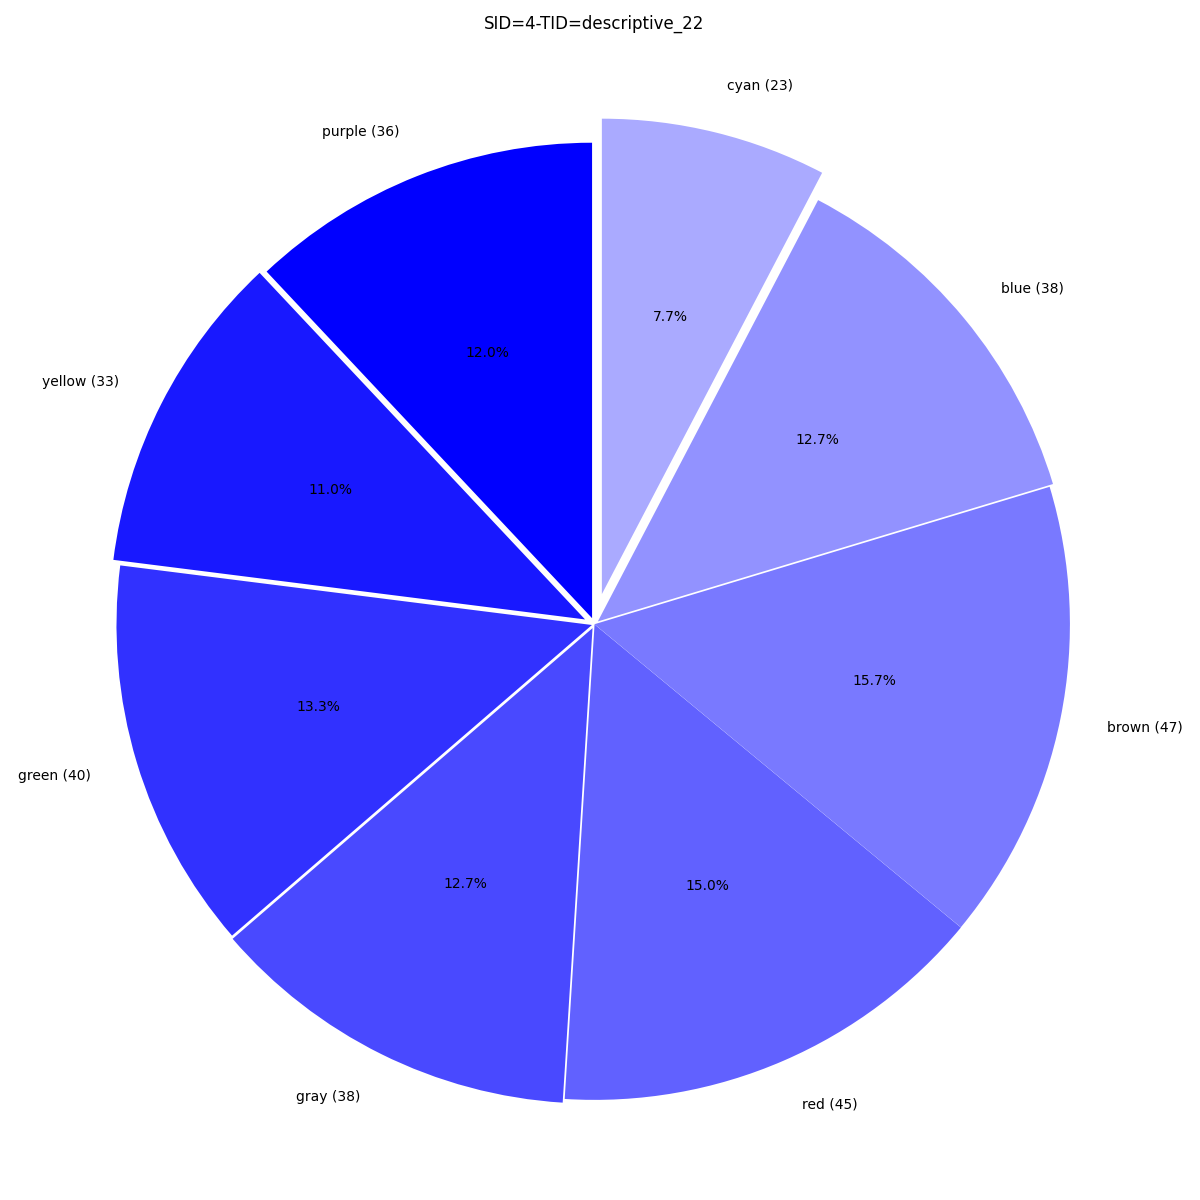 SID=4-TID=descriptive_22
cyan (23)
purple (36)
blue (38)
7.7%
12.0%
yellow (33)
12.7%
11.0%
15.7%
13.3%
brown (47)
green (40)
12.7%
15.0%
gray (38)
red (45)